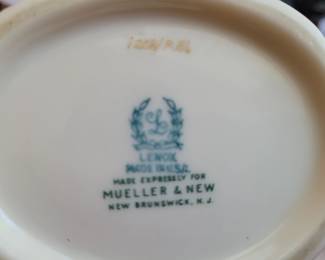 L
LENOX
MADE IN U.S.A.
MADE EXPRESSLY FOR
MUELLER & NEW
NEW BRUNSWICK, N.J.